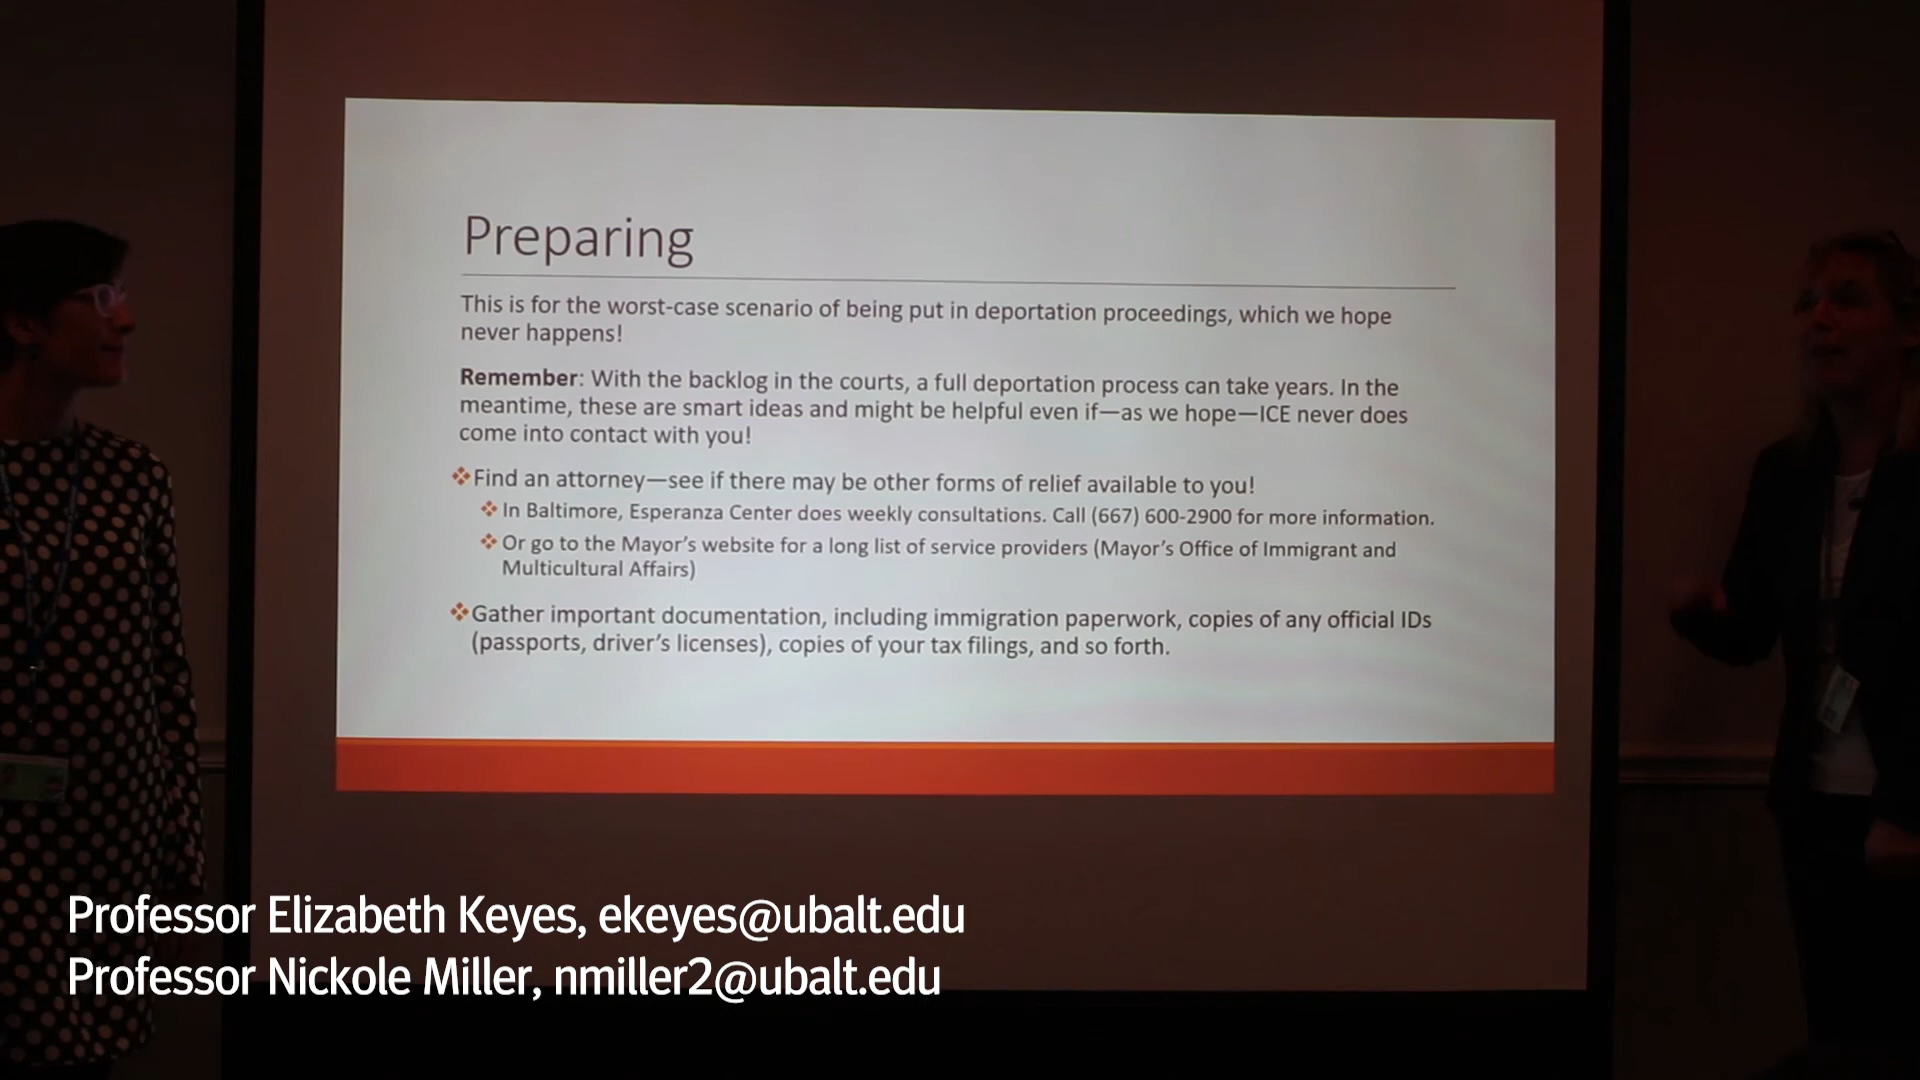 Preparing
This is for the worst-case scenario of being put in deportation proceedings, which we hope
never happens!
Remember: With the backlog in the courts, a full deportation process can take years. In the
meantime, these are smart ideas and might be helpful even if—as we hope—ICE never does
come into contact with you!
Find an attorney—see if there may be other forms of relief available to you!
In Baltimore, Esperanza Center does weekly consultations. Call (667) 600-2900 for more information.
Or go to the Mayor's website for a long list of service providers (Mayor's Office of Immigrant and
Multicultural Affairs)
Gather important documentation, including immigration paperwork, copies of any official IDs
(passports, driver's licenses), copies of your tax filings, and so forth.
Professor Elizabeth Keyes, ekeyes@ubalt.edu
Professor Nickole Miller, nmiller2@ubalt.edu